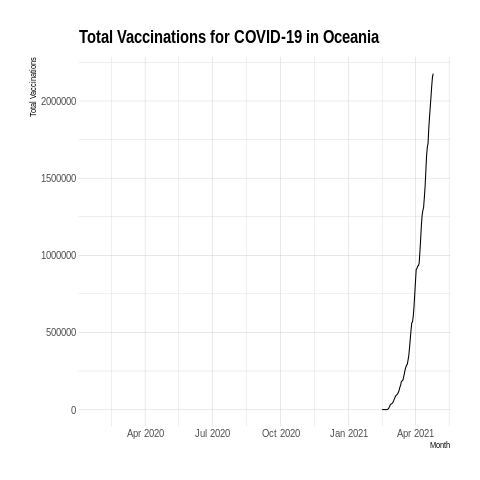 Total Vaccinations for COVID-19 in Oceania
Total Vaccinations
2000000
1500000
1000000
500000
0
Apr 2020 Jul 2020 Oct 2020 Jan 2021 Apr 2021
Month